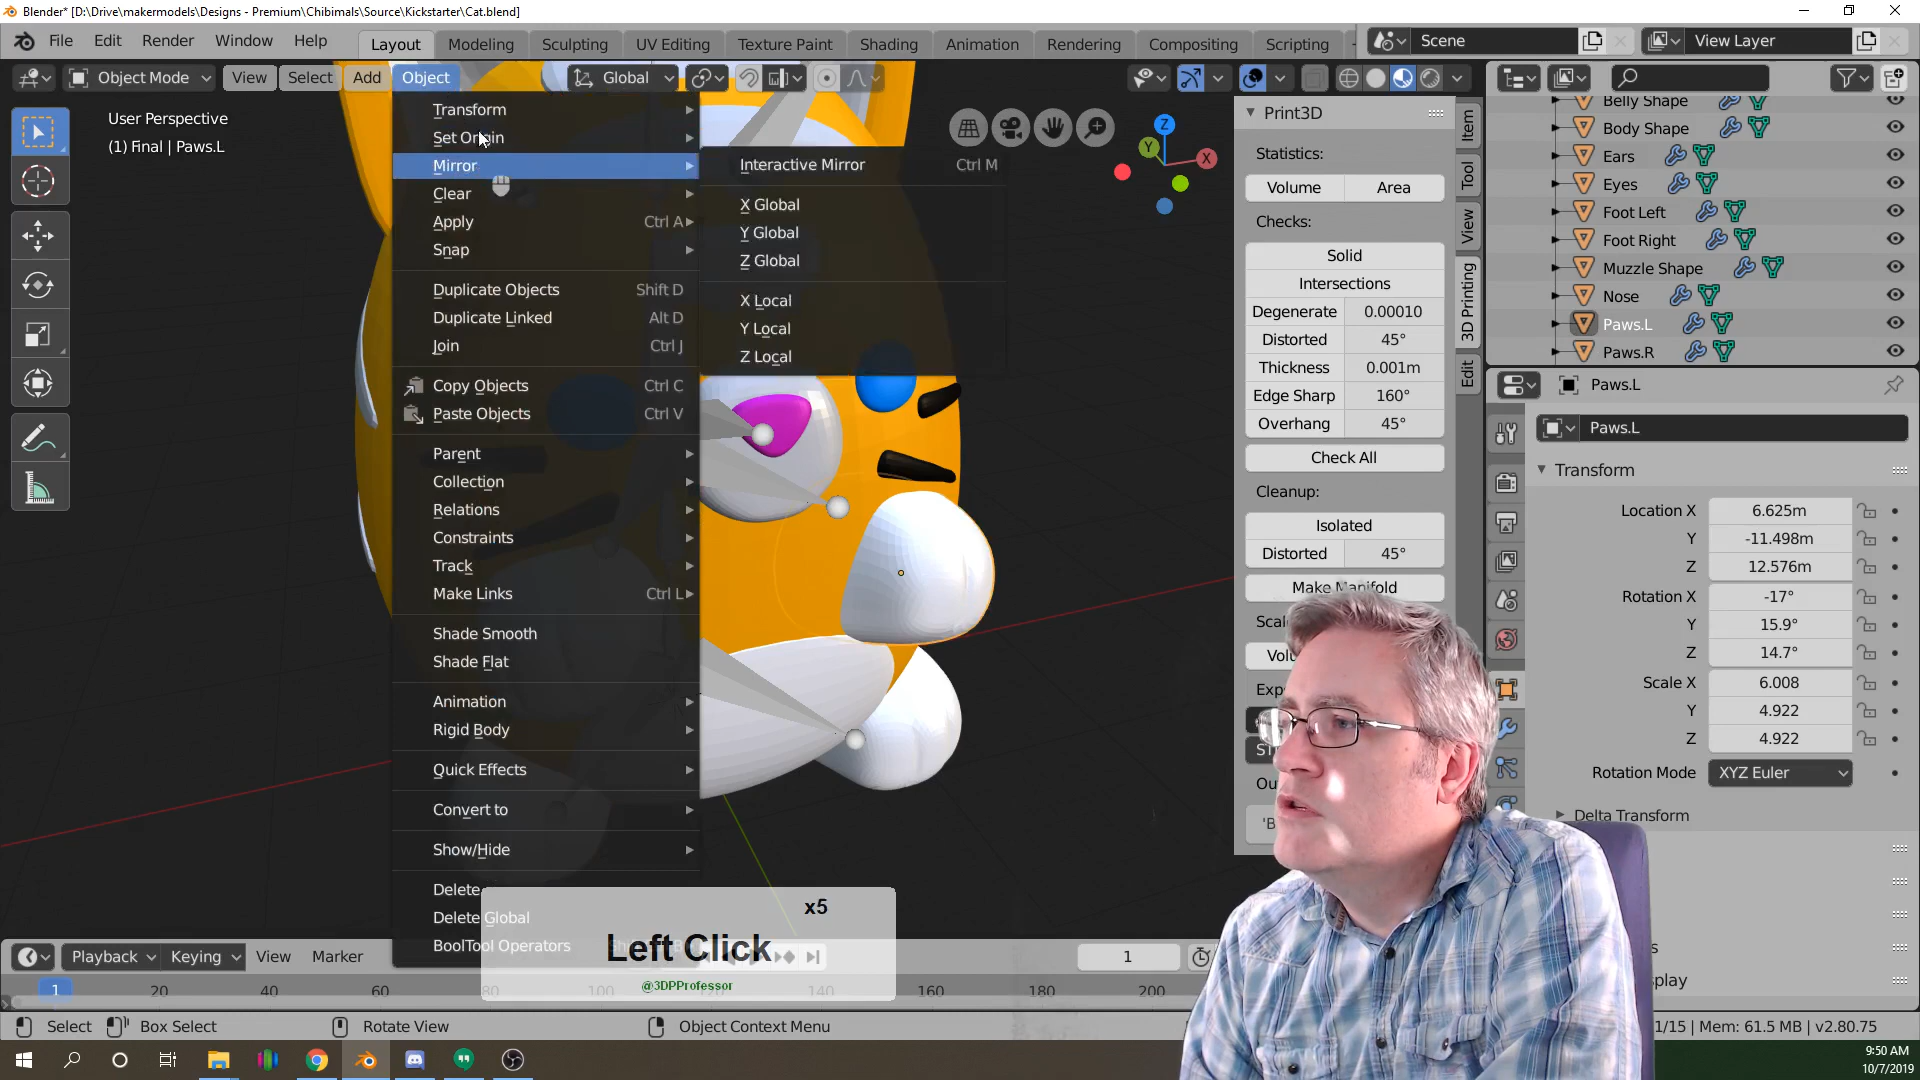 Blender* [D:\Drive\makermodels\Designs - Premium\Chibimals\Source\Kickstarter\Cat.blend]
File Edit Render Window Help
Layout Modeling Sculpting UV Editing Texture Paint Shading Animation Rendering Compositing Scripting
Scene
View Layer
Object Mode View Select Add Object Global
User Perspective
(1) Final | Paws.L
Transform
Set Origin
Mirror
Clear
Apply Ctrl A
Snap
Duplicate Objects Shift D
Duplicate Linked Alt D
Join Ctrl J
Copy Objects Ctrl C
Paste Objects Ctrl V
Parent
Collection
Relations
Constraints
Track
Make Links Ctrl L
Shade Smooth
Shade Flat
Animation
Rigid Body
Quick Effects
Convert to
Show/Hide
Delete
Delete Global
BoolTool Operators
Interactive Mirror Ctrl M
X Global
Y Global
Z Global
X Local
Y Local
Z Local
Z
Y
X
Print3D
Statistics:
Volume Area
Checks:
Solid
Intersections
Degenerate 0.00010
Distorted 45°
Thickness 0.001m
Edge Sharp 160°
Overhang 45°
Check All
Cleanup:
Isolated
Distorted 45°
Make Manifold
Item
Tool
View
3D Printing
Edit
Belly Shape
Body Shape
Ears
Eyes
Foot Left
Foot Right
Muzzle Shape
Nose
Paws.L
Paws.R
Paws.L
Paws.L
Transform
Location X 6.625m
Y -11.498m
Z 12.576m
Rotation X -17°
Y 15.9°
Z 14.7°
Scale X 6.008
Y 4.922
Z 4.922
Rotation Mode XYZ Euler
Delta Transform
x5
Left Click
@3DPProfessor
Playback Keying View Marker
1
1 20 40 60 100 120 140 160 180 200
Select Box Select Rotate View Object Context Menu
1/15 | Mem: 61.5 MB | v2.80.75
9:50 AM
10/7/2019